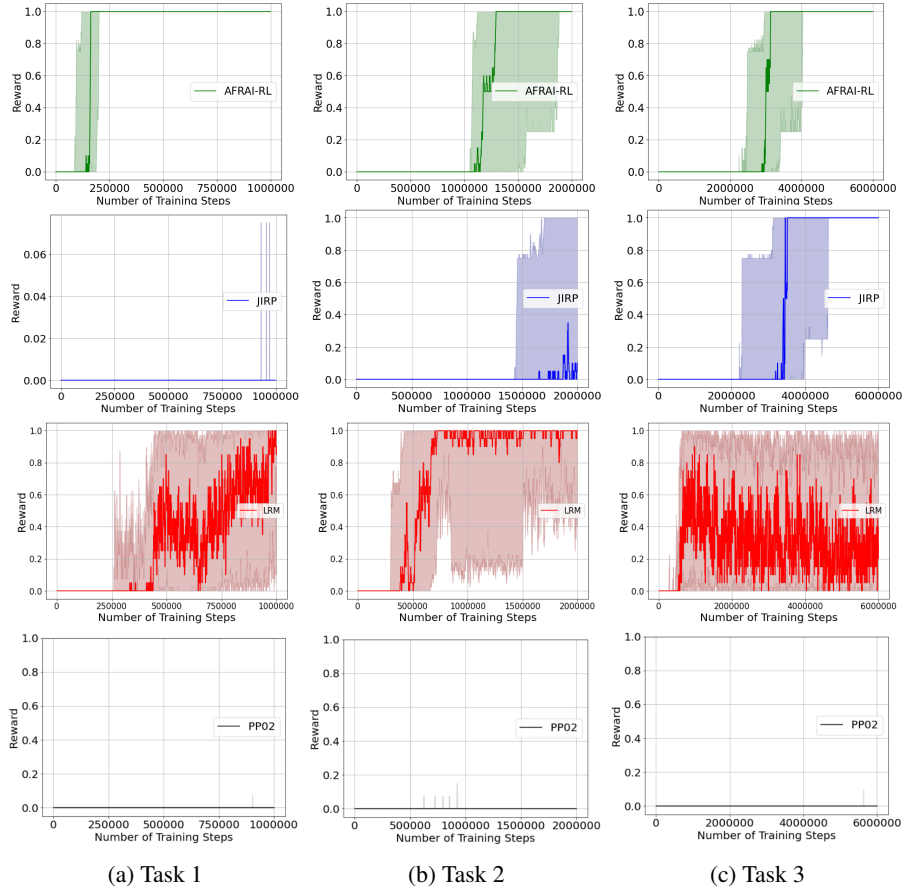 1.0
0.8
0.6
0.4
0.2
0.0
Reward
AFRAI-RL
0 250000 500000 750000 1000000
Number of Training Steps
1.0
0.8
0.6
0.4
0.2
0.0
Reward
AFRAI-RL
0 500000 1000000 1500000 2000000
Number of Training Steps
1.0
0.8
0.6
0.4
0.2
0.0
Reward
AFRAI-RL
0 2000000 4000000 6000000
Number of Training Steps
0.06
0.04
0.02
0.00
Reward
JIRP
0 250000 500000 750000 1000000
Number of Training Steps
1.0
0.8
0.6
0.4
0.2
0.0
Reward
JIRP
0 500000 1000000 1500000 2000000
Number of Training Steps
1.0
0.8
0.6
0.4
0.2
0.0
Reward
JIRP
0 2000000 4000000 6000000
Number of Training Steps
1.0
0.8
0.6
0.4
0.2
0.0
Reward
LRM
0 250000 500000 750000 1000000
Number of Training Steps
1.0
0.8
0.6
0.4
0.2
0.0
Reward
LRM
0 500000 1000000 1500000 2000000
Number of Training Steps
1.0
0.8
0.6
0.4
0.2
0.0
Reward
LRM
0 2000000 4000000 6000000
Number of Training Steps
1.0
0.8
0.6
0.4
0.2
0.0
Reward
PP02
0 250000 500000 750000 1000000
Number of Training Steps
1.0
0.8
0.6
0.4
0.2
0.0
Reward
PP02
0 500000 1000000 1500000 2000000
Number of Training Steps
1.0
0.8
0.6
0.4
0.2
0.0
Reward
PP02
0 2000000 4000000 6000000
Number of Training Steps
(a) Task 1
(b) Task 2
(c) Task 3